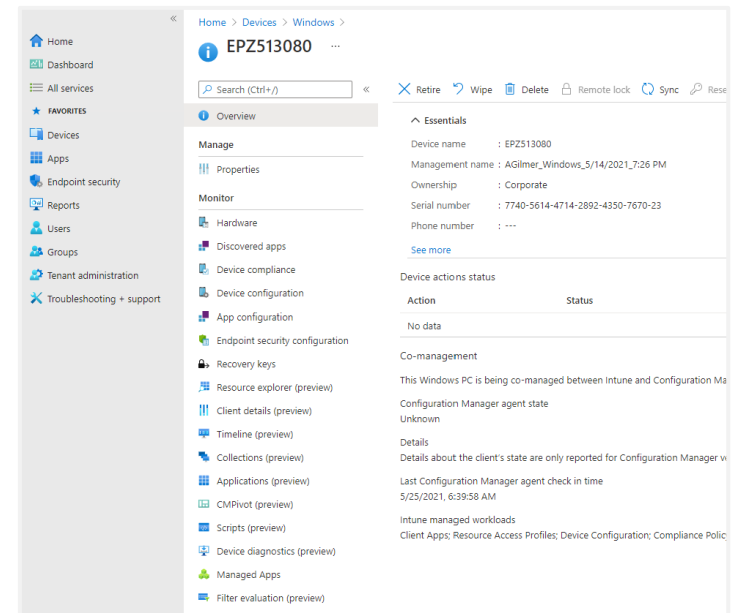 «
Home
Dashboard
All services
FAVORITES
Devices
Apps
Endpoint security
Reports
Users
Groups
Tenant administration
Troubleshooting + support
Home > Devices > Windows >
EPZ513080 ...
Search (Ctrl+/) «
Overview
Manage
Properties
Monitor
Hardware
Discovered apps
Device compliance
Device configuration
App configuration
Endpoint security configuration
Recovery keys
Resource explorer (preview)
Client details (preview)
Timeline (preview)
Collections (preview)
Applications (preview)
CMPivot (preview)
Scripts (preview)
Device diagnostics (preview)
Managed Apps
Filter evaluation (preview)
Retire Wipe Delete Remote lock Sync Rese
Essentials
Device name : EPZ513080
Management name : AGilmer_Windows_5/14/2021_7:26 PM
Ownership : Corporate
Serial number : 7740-5614-4714-2892-4350-7670-23
Phone number : ---
See more
Device actions status
Action Status
No data
Co-management
This Windows PC is being co-managed between Intune and Configuration Ma
Configuration Manager agent state
Unknown
Details
Details about the client's state are only reported for Configuration Manager v
Last Configuration Manager agent check in time
5/25/2021, 6:39:58 AM
Intune managed workloads
Client Apps; Resource Access Profiles; Device Configuration; Compliance Polic